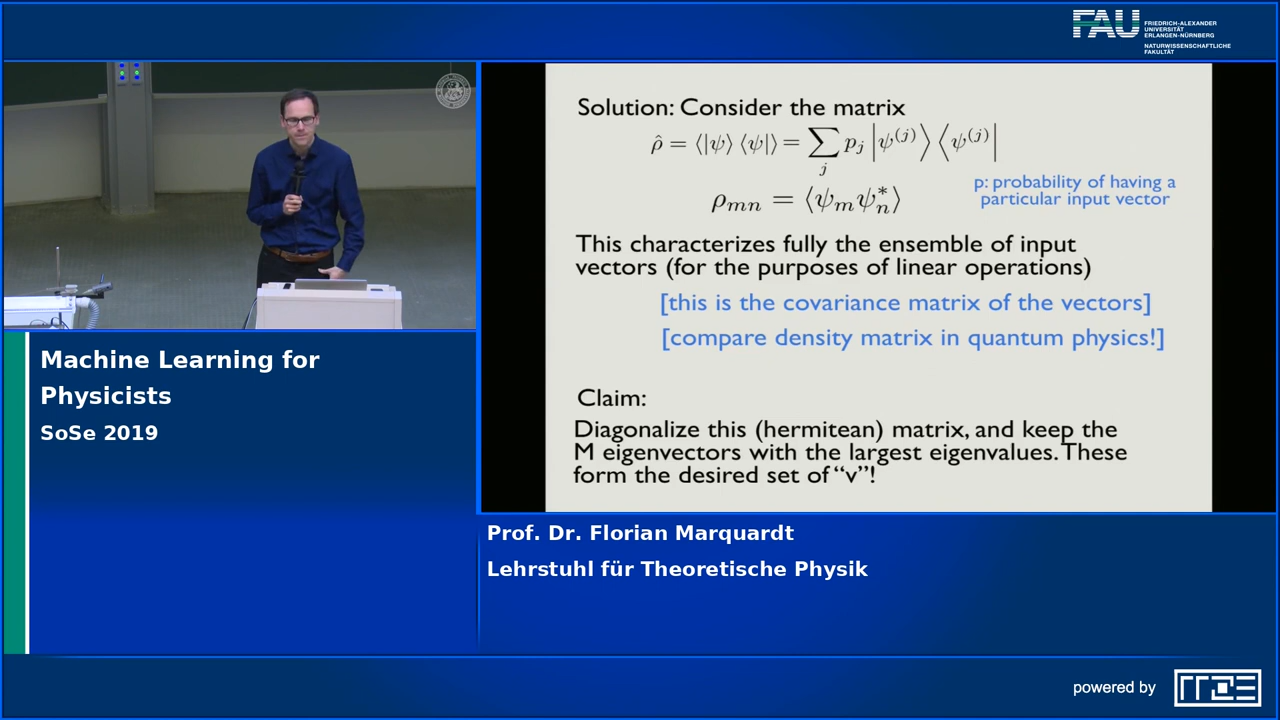 FAU
FRIEDRICH-ALEXANDER
UNIVERSITÄT
ERLANGEN-NÜRNBERG
NATURWISSENSCHAFTLICHE
FAKULTÄT
Solution: Consider the matrix
ρ̂ = ⟨|ψ⟩ ⟨ψ|⟩ = ∑_j p_j |ψ^(j)⟩ ⟨ψ^(j)|
ρ_mn = ⟨ψ_m ψ_n^*⟩
p: probability of having a
particular input vector
This characterizes fully the ensemble of input
vectors (for the purposes of linear operations)
[this is the covariance matrix of the vectors]
[compare density matrix in quantum physics!]
Claim:
Diagonalize this (hermitean) matrix, and keep the
M eigenvectors with the largest eigenvalues. These
form the desired set of “v”!
Machine Learning for
Physicists
SoSe 2019
Prof. Dr. Florian Marquardt
Lehrstuhl für Theoretische Physik
powered by